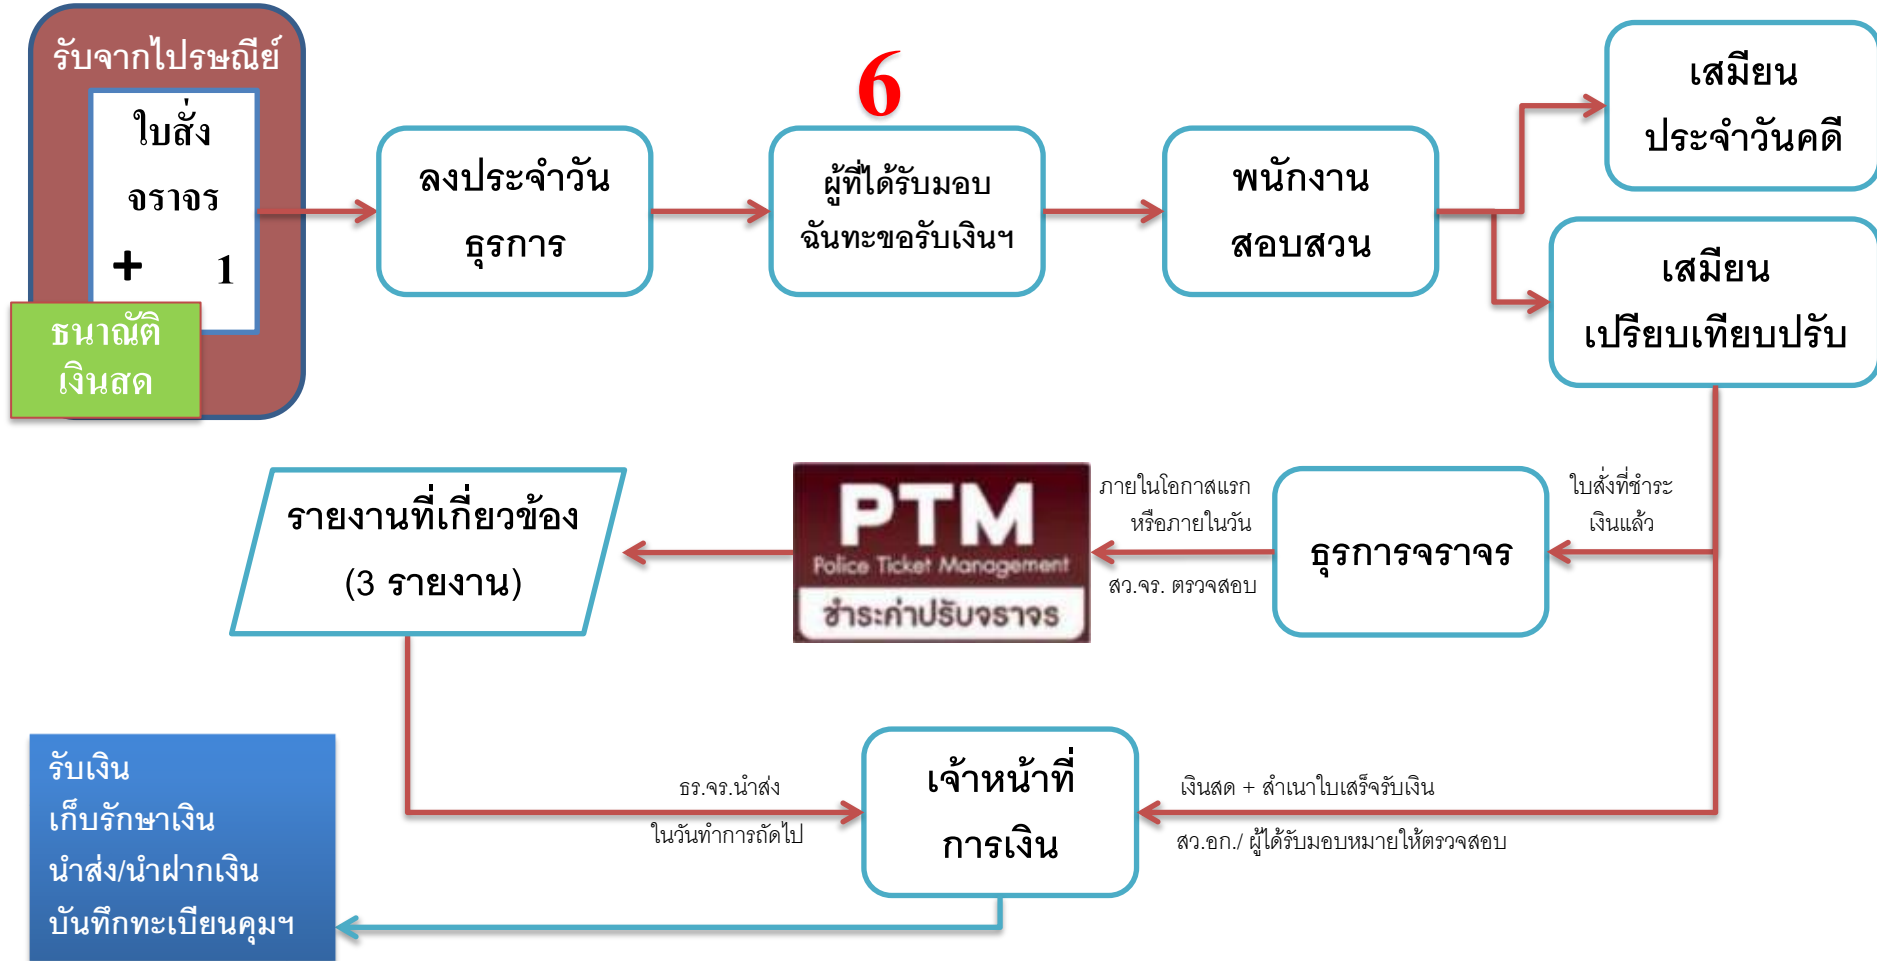 รับจากไปรษณีย์
ใบสั่ง
จราจร
+ 1
ธนาณัติ
เงินสด
ลงประจำวัน
ธุรการ
6
ผู้ที่ได้รับมอบ
ฉันทะขอรับเงินฯ
พนักงาน
สอบสวน
เสมียน
ประจำวันคดี
เสมียน
เปรียบเทียบปรับ
ใบสั่งที่ชำระ
เงินแล้ว
ธุรการจราจร
ภายในโอกาสแรก
หรือภายในวัน
สว.จร. ตรวจสอบ
PTM
Police Ticket Management
ชำระค่าปรับจราจร
รายงานที่เกี่ยวข้อง
(3 รายงาน)
ธร.จร.นำส่ง
ในวันทำการถัดไป
เจ้าหน้าที่
การเงิน
เงินสด + สำเนาใบเสร็จรับเงิน
สว.อก./ ผู้ได้รับมอบหมายให้ตรวจสอบ
รับเงิน
เก็บรักษาเงิน
นำส่ง/นำฝากเงิน
บันทึกทะเบียนคุมฯ